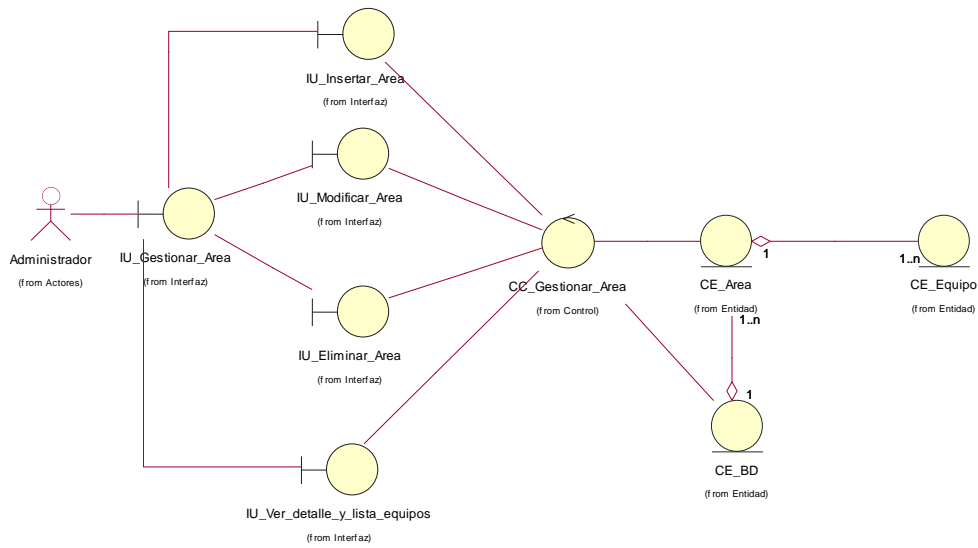 IU_Insertar_Area
(from Interfaz)
IU_Modificar_Area
(from Interfaz)
Administrador
(from Actores)
IU_Gestionar_Area
(from Interfaz)
CC_Gestionar_Area
(from Control)
1
CE_Area
(from Entidad)
1..n
CE_Equipo
(from Entidad)
1..n
IU_Eliminar_Area
(from Interfaz)
1
CE_BD
(from Entidad)
IU_Ver_detalle_y_lista_equipos
(from Interfaz)